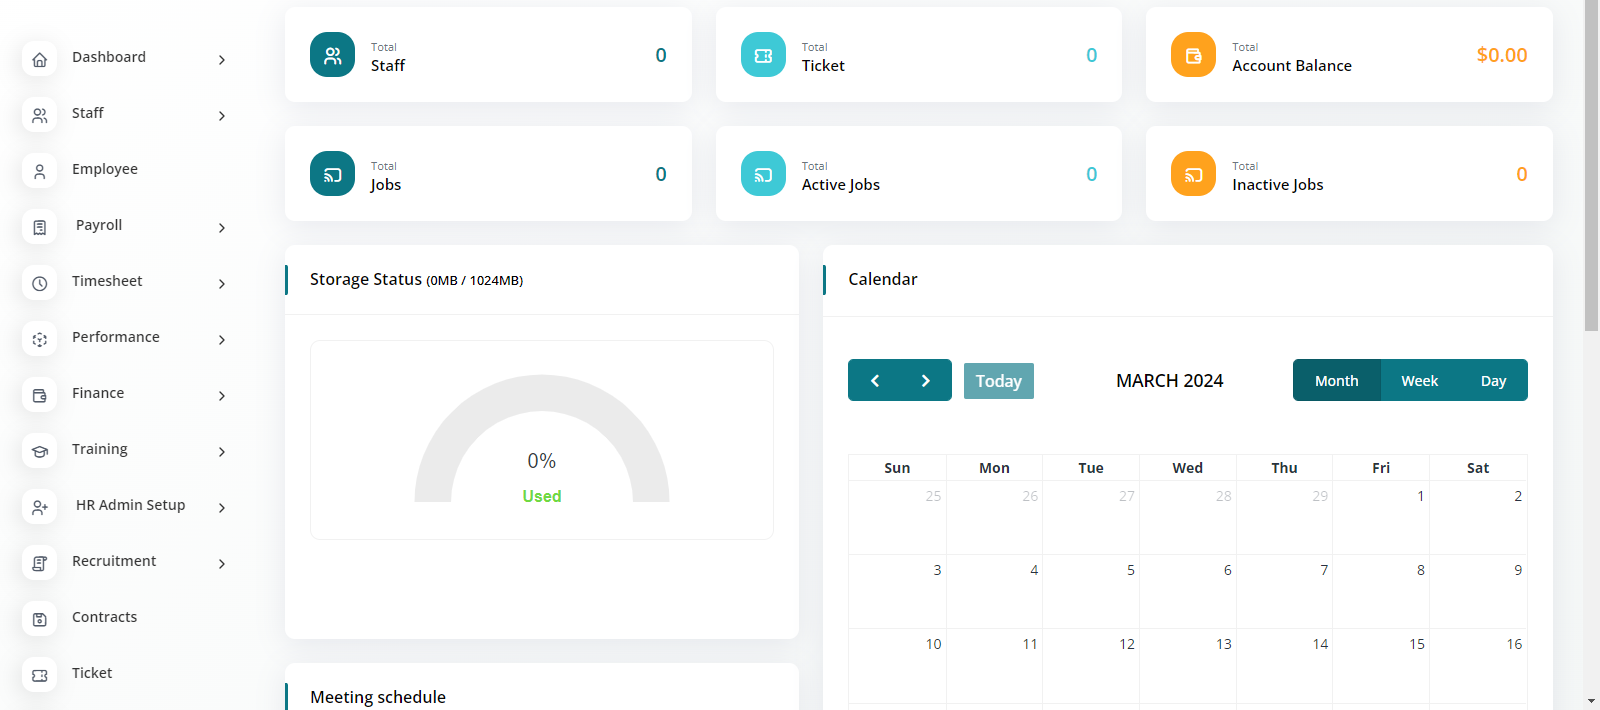 Dashboard
Staff
Employee
Payroll
Timesheet
Performance
Finance
Training
HR Admin Setup
Recruitment
Contracts
Ticket
Total
Staff
0
Total
Ticket
0
Total
Account Balance
$0.00
Total
Jobs
0
Total
Active Jobs
0
Total
Inactive Jobs
0
Storage Status (0MB / 1024MB)
0%
Used
Meeting schedule
Calendar
Today
MARCH 2024
Month Week Day
Sun Mon Tue Wed Thu Fri Sat
25 26 27 28 29 1 2
3 4 5 6 7 8 9
10 11 12 13 14 15 16